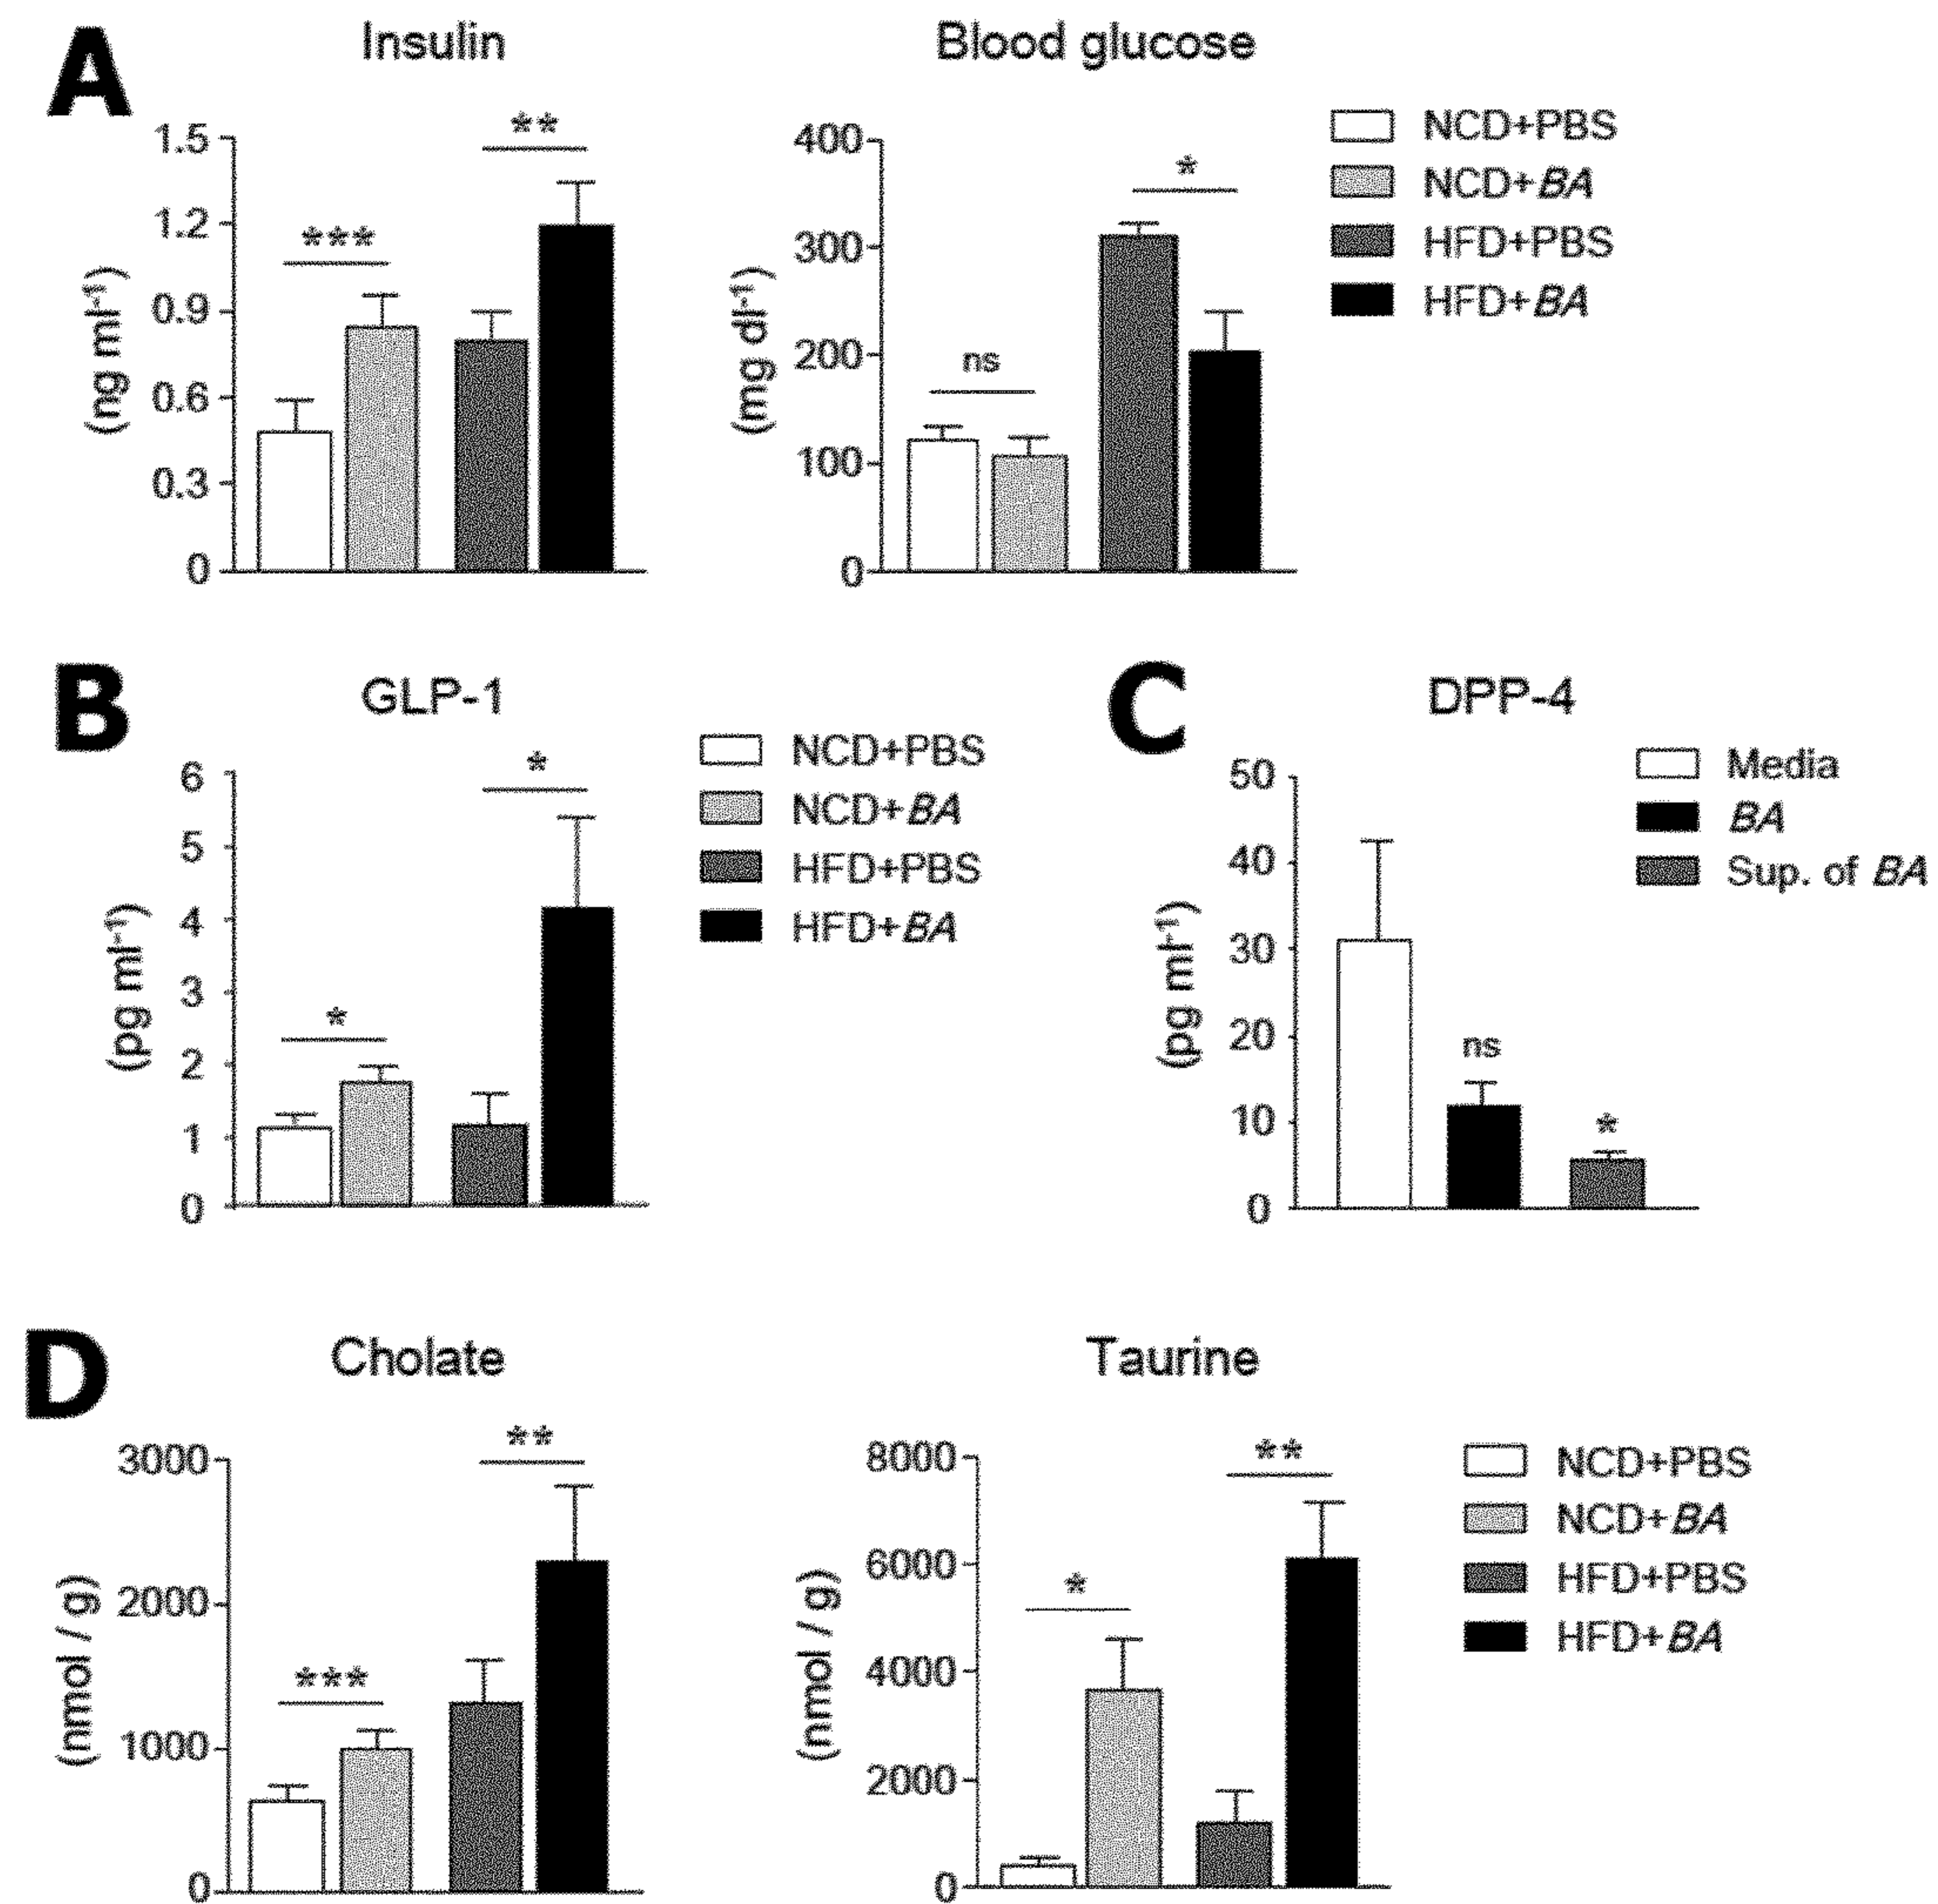 A
Insulin
Blood glucose
(ng ml-1)
1.5
1.2
0.9
0.6
0.3
0
***
**
(mg dl-1)
400
300
200
100
0
ns
*
NCD+PBS
NCD+BA
HFD+PBS
HFD+BA
B
GLP-1
(pg ml-1)
6
5
4
3
2
1
0
*
*
NCD+PBS
NCD+BA
HFD+PBS
HFD+BA
C
DPP-4
(pg ml-1)
50
40
30
20
10
0
ns
*
Media
BA
Sup. of BA
D
Cholate
Taurine
(nmol / g)
3000
2000
1000
0
***
**
(nmol / g)
8000
6000
4000
2000
0
*
**
NCD+PBS
NCD+BA
HFD+PBS
HFD+BA